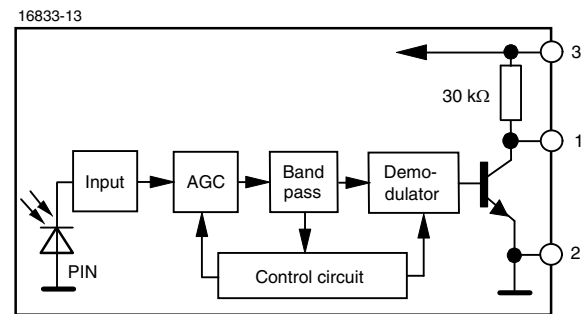 16833-13
3
30 kΩ
1
Input
AGC
Band
pass
Demo-
dulator
2
PIN
Control circuit